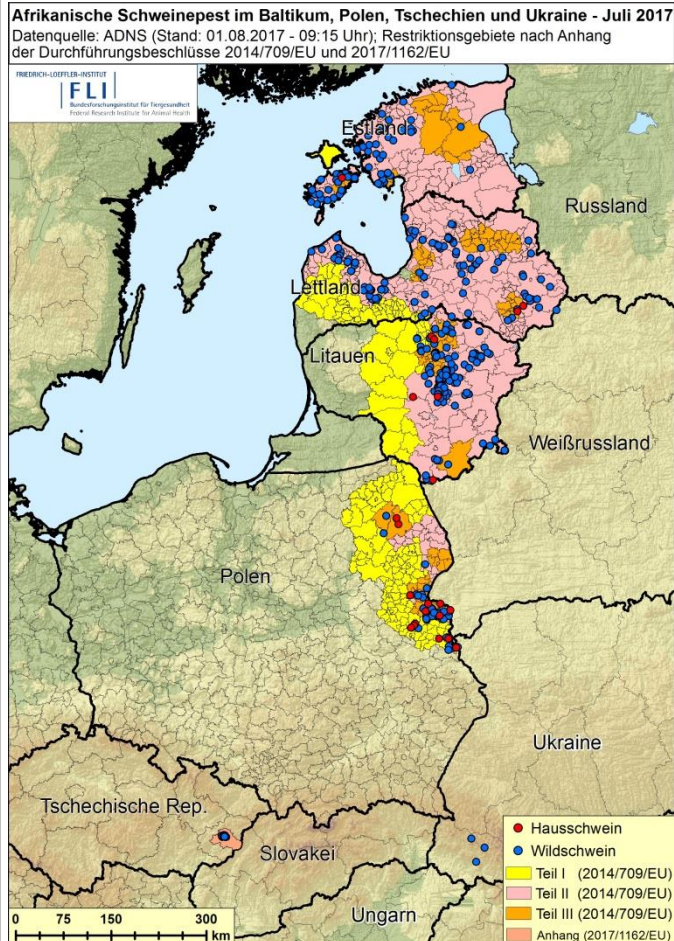 Afrikanische Schweinepest im Baltikum, Polen, Tschechien und Ukraine - Juli 2017
Datenquelle: ADNS (Stand: 01.08.2017 - 09:15 Uhr); Restriktionsgebiete nach Anhang
der Durchführungsbeschlüsse 2014/709/EU und 2017/1162/EU
FRIEDRICH-LOEFFLER-INSTITUT
FLI
Bundesforschungsinstitut für Tiergesundheit
Federal Research Institute for Animal Health
Estland
Russland
Lettland
Litauen
Weißrussland
Polen
Ukraine
Tschechische Rep.
Slovakei
Ungarn
Hausschwein
Wildschwein
Teil I (2014/709/EU)
Teil II (2014/709/EU)
Teil III (2014/709/EU)
Anhang (2017/1162/EU)
0 75 150 300
km